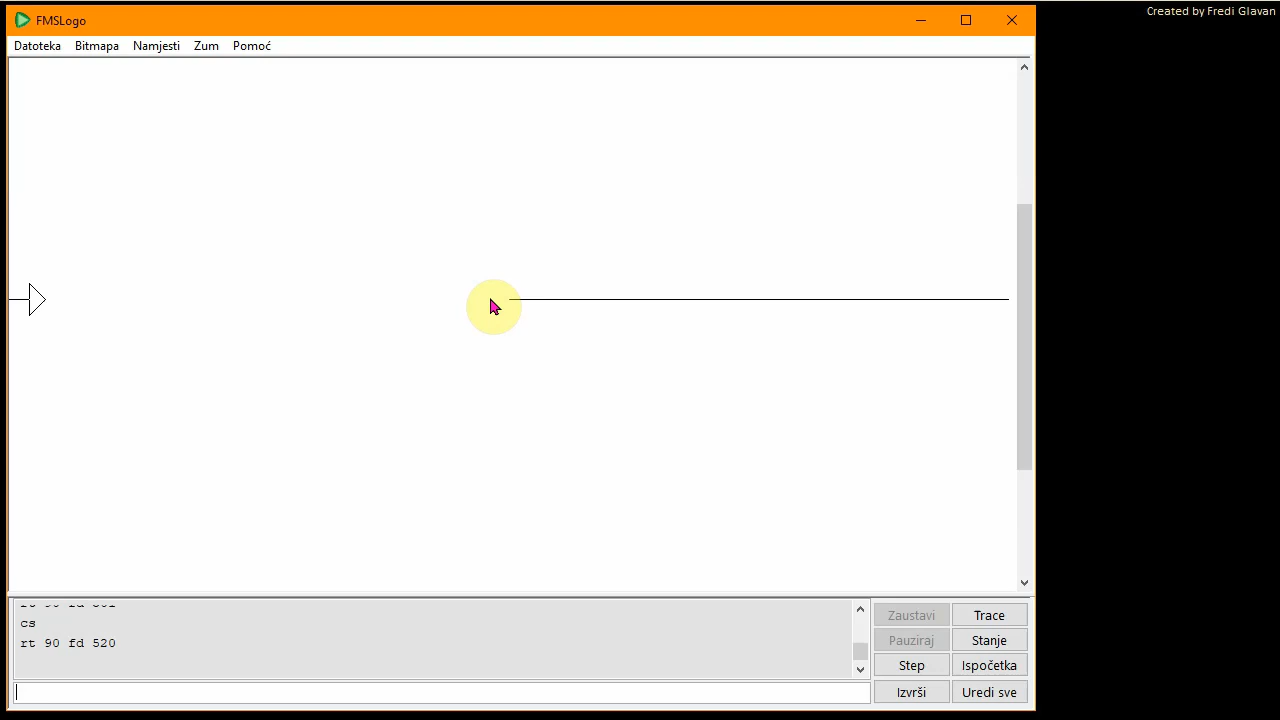 Created by Fredi Glavan
FMSLogo
Datoteka Bitmapa Namjesti Zum Pomoć
cs
rt 90 fd 520
Zaustavi Trace
Pauziraj Stanje
Step Ispočetka
Izvrši Uredi sve